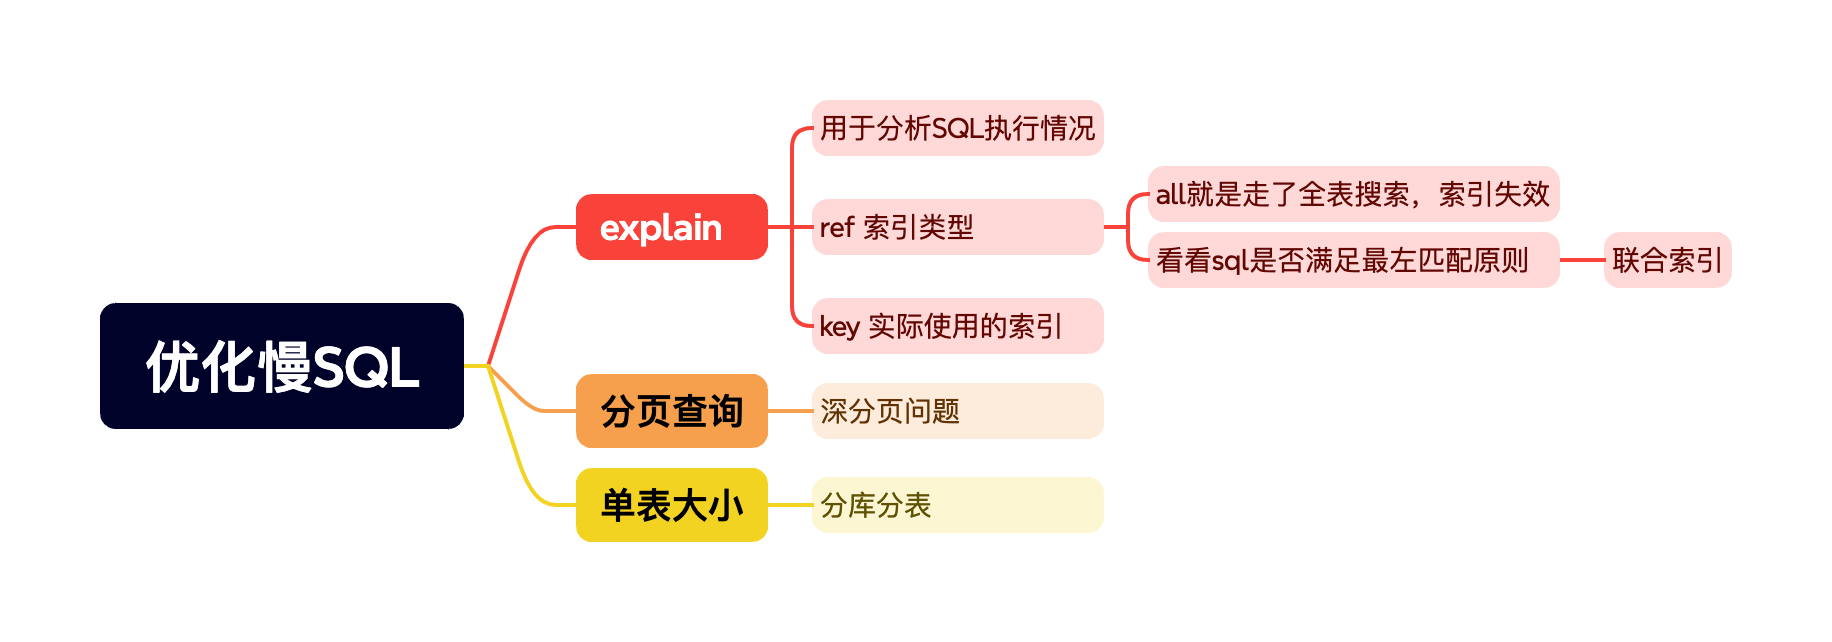 优化慢SQL
explain
用于分析SQL执行情况
ref 索引类型
all就是走了全表搜索，索引失效
看看sql是否满足最左匹配原则
联合索引
key 实际使用的索引
分页查询
深分页问题
单表大小
分库分表